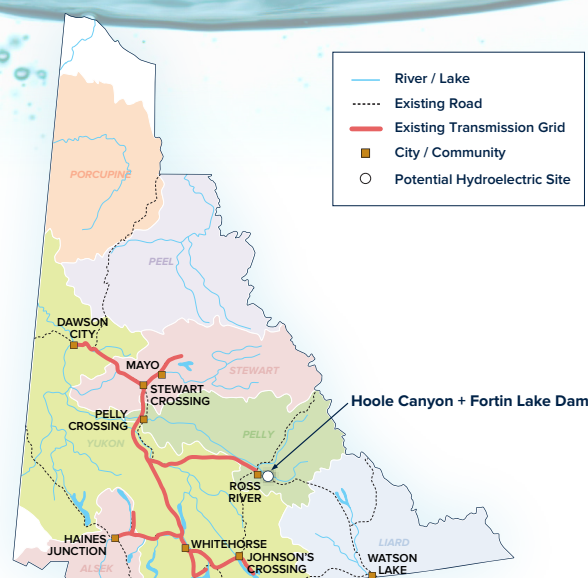 River / Lake
Existing Road
Existing Transmission Grid
City / Community
Potential Hydroelectric Site
PORCUPINE
PEEL
DAWSON
CITY
MAYO
STEWART
STEWART
CROSSING
Hoole Canyon + Fortin Lake Dam
PELLY
CROSSING
YUKON
PELLY
ROSS
RIVER
HAINES
JUNCTION
WHITEHORSE
LIARD
JOHNSON'S
CROSSING
WATSON
LAKE
ALSEK